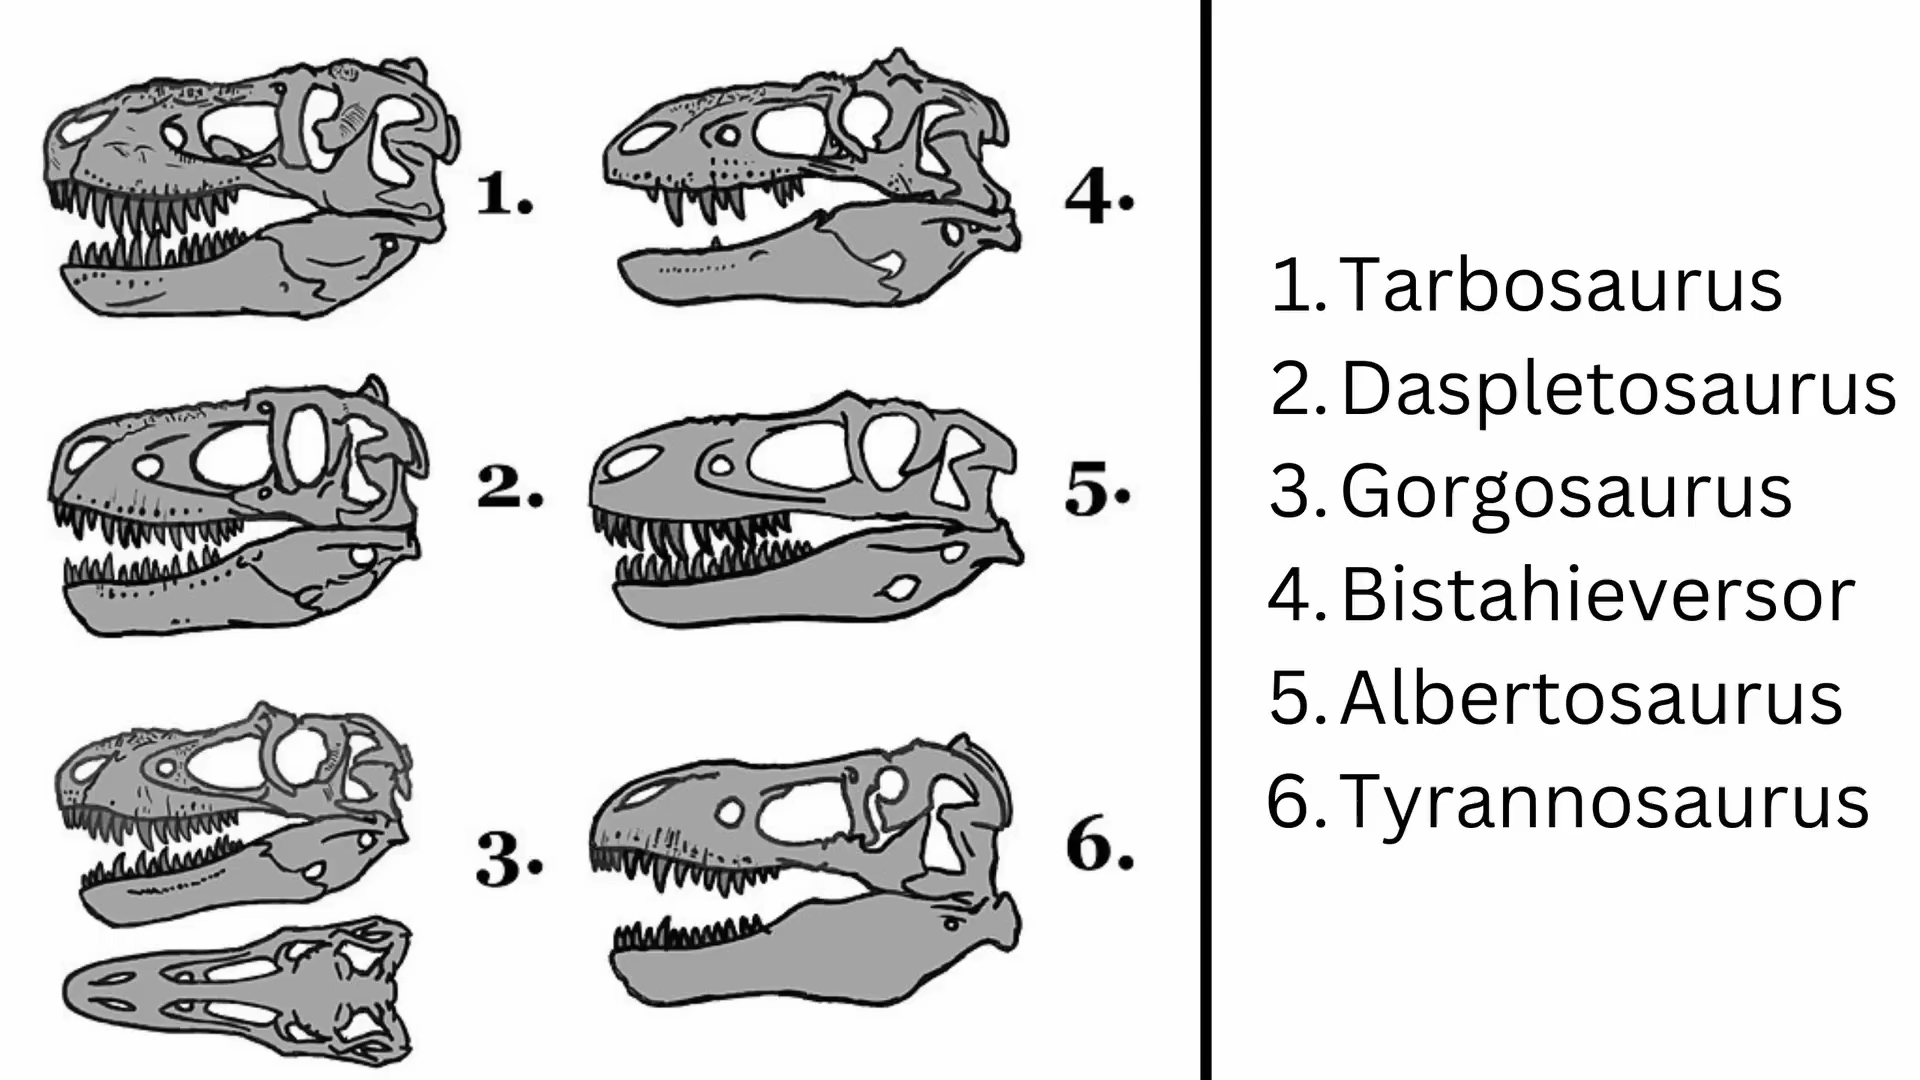 1.
4.
2.
5.
3.
6.
1. Tarbosaurus
2. Daspletosaurus
3. Gorgosaurus
4. Bistahieversor
5. Albertosaurus
6. Tyrannosaurus